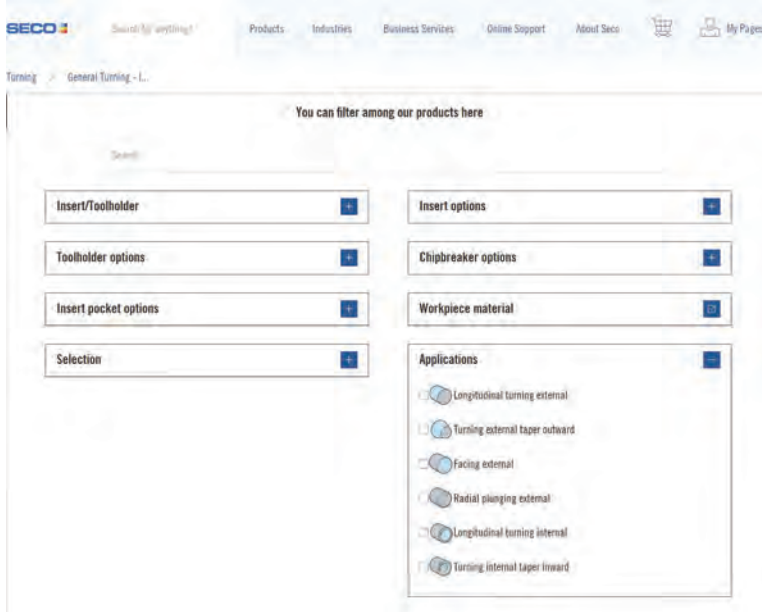 SECO
Search for anything?
Products
Industries
Business Services
Online Support
About Seco
My Pages
Turning > General Turning - I...
You can filter among our products here
Search
Insert/Toolholder
Toolholder options
Insert pocket options
Selection
Insert options
Chipbreaker options
Workpiece material
Applications
Longitudinal turning external
Turning external taper outward
Facing external
Radial plunging external
Longitudinal turning internal
Turning internal taper inward